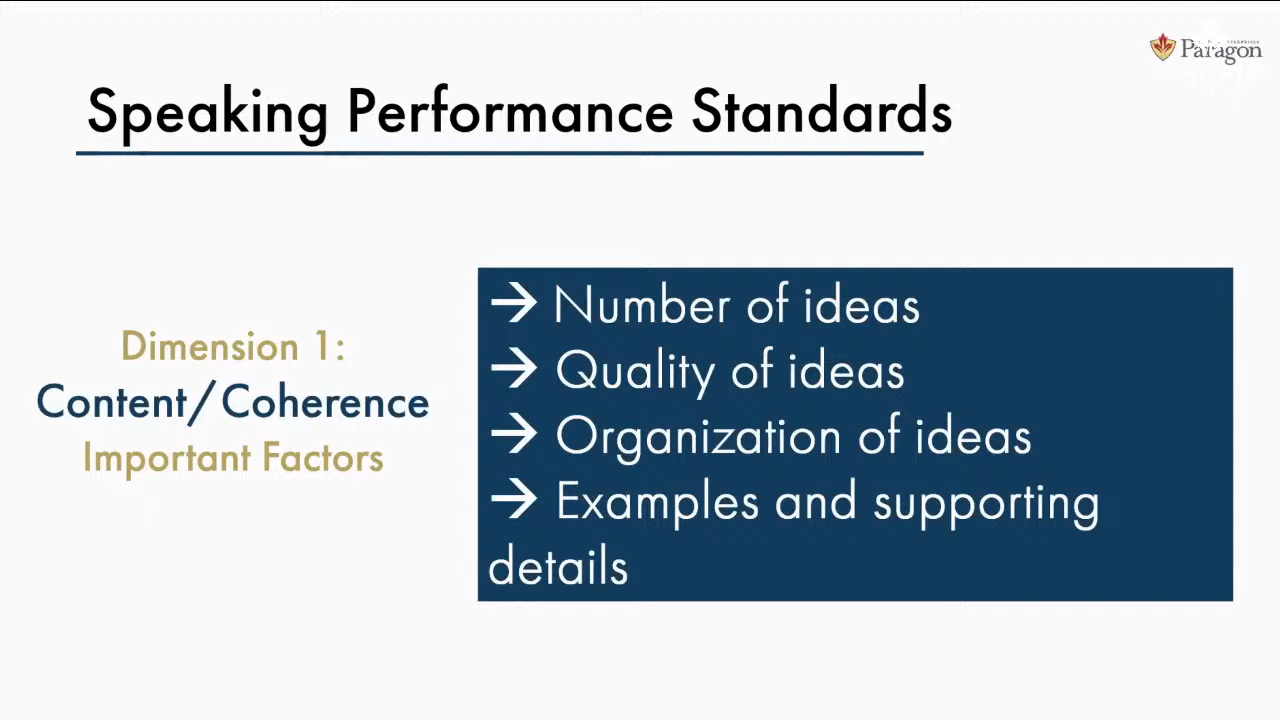 Paragon
Speaking Performance Standards
Dimension 1:
Content/Coherence
Important Factors
→ Number of ideas
→ Quality of ideas
→ Organization of ideas
→ Examples and supporting
details